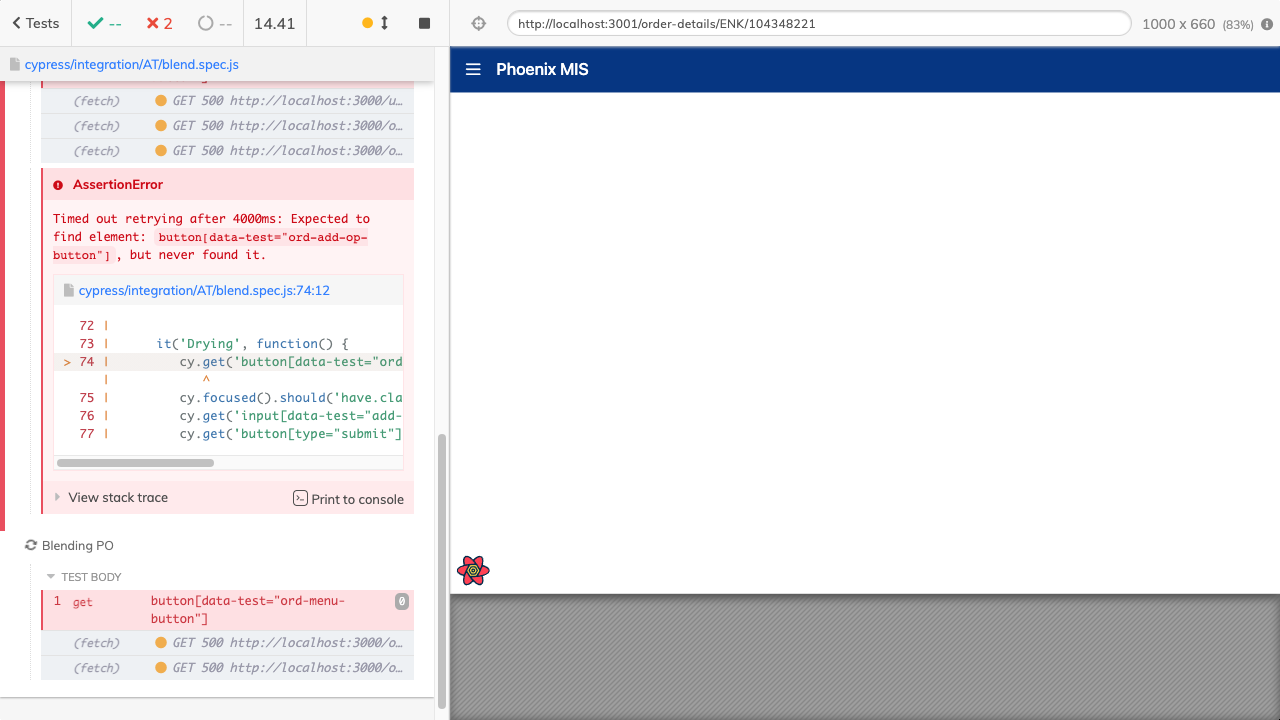 Tests
--
2
--
14.41
http://localhost:3001/order-details/ENK/104348221
1000 x 660 (83%)
cypress/integration/AT/blend.spec.js
(fetch) GET 500 http://localhost:3000/u…
(fetch) GET 500 http://localhost:3000/o…
(fetch) GET 500 http://localhost:3000/o…
AssertionError
Timed out retrying after 4000ms: Expected to
find element: button[data-test="ord-add-op-
button"], but never found it.
cypress/integration/AT/blend.spec.js:74:12
72 |
73 | it('Drying', function() {
> 74 | cy.get('button[data-test="ord
| ^
75 | cy.focused().should('have.cla
76 | cy.get('input[data-test="add-
77 | cy.get('button[type="submit"]
View stack trace
Print to console
Blending PO
TEST BODY
1 get button[data-test="ord-menu-
button"] 0
(fetch) GET 500 http://localhost:3000/o…
(fetch) GET 500 http://localhost:3000/o…
Phoenix MIS